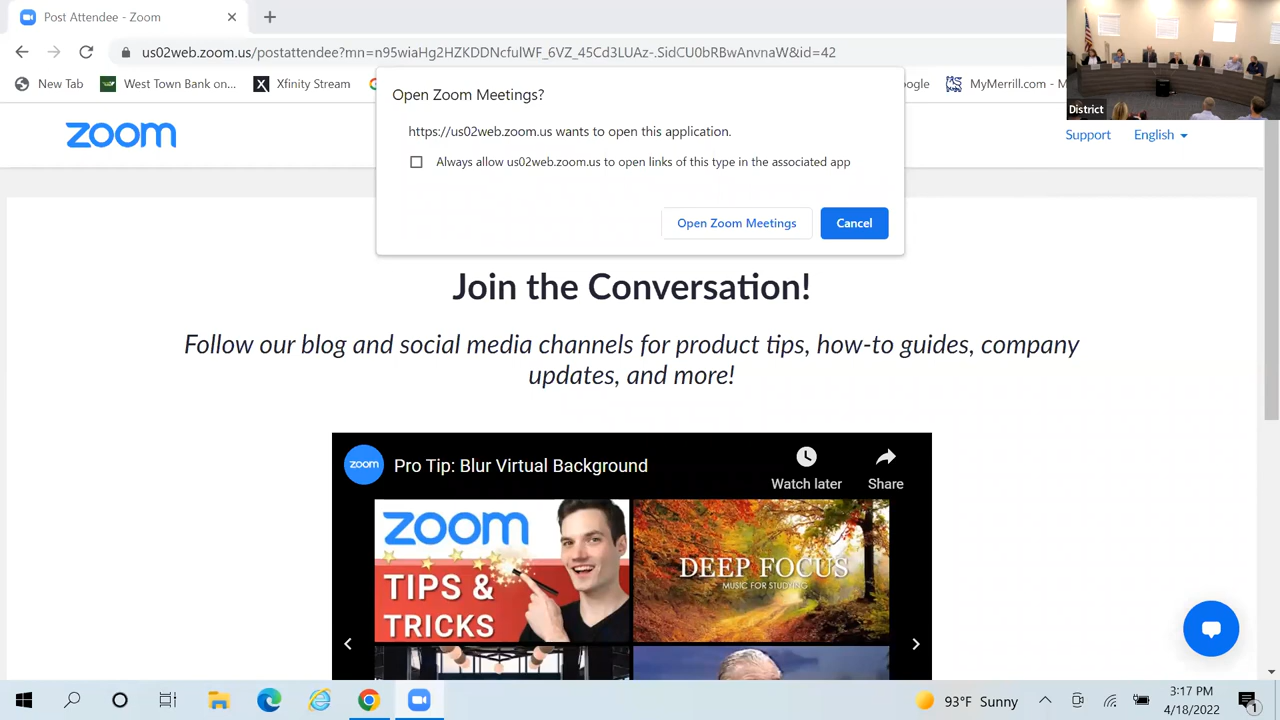 Post Attendee - Zoom
us02web.zoom.us/postattendee?mn=n95wiaHg2HZKDDNcfulWF_6VZ_45Cd3LUAz-.SidCU0bRBwAnvnaW&id=42
New Tab
West Town Bank on...
Xfinity Stream
ogle
MyMerrill.com - M
District
Open Zoom Meetings?
https://us02web.zoom.us wants to open this application.
Always allow us02web.zoom.us to open links of this type in the associated app
Open Zoom Meetings
Cancel
zoom
Support
English
Join the Conversation!
Follow our blog and social media channels for product tips, how-to guides, company
updates, and more!
zoom
Pro Tip: Blur Virtual Background
Watch later
Share
zoom
TIPS &
TRICKS
DEEP FOCUS
MUSIC FOR STUDYING
93°F Sunny
3:17 PM
4/18/2022
1